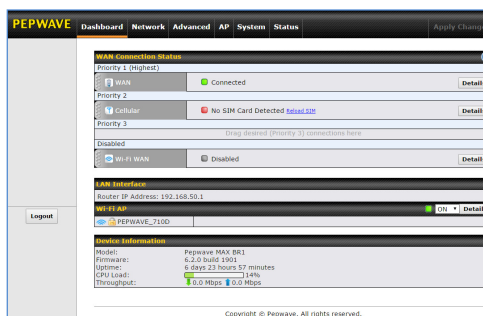 PEPWAVE Dashboard Network Advanced AP System Status Apply Chang
WAN Connection Status
Priority 1 (Highest)
WAN Connected Detail
Priority 2
Cellular No SIM Card Detected Reload SIM Detail
Priority 3
Drag desired (Priority 3) connections here
Disabled
Wi-Fi WAN Disabled Detail
LAN Interface
Router IP Address: 192.168.50.1
Wi-Fi AP ON Detail
PEPWAVE_710D
Logout
Device Information
Model: Pepwave MAX BR1
Firmware: 6.2.0 build 1901
Uptime: 6 days 23 hours 57 minutes
CPU Load: 14%
Throughput: 0.0 Mbps 0.0 Mbps
Copyright © Pepwave. All rights reserved.